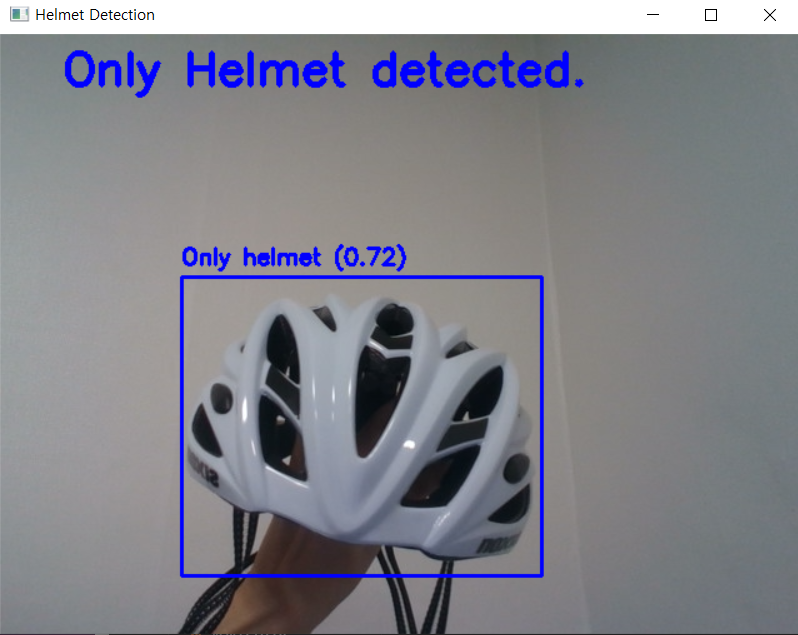 Helmet Detection
Only Helmet detected.
Only helmet (0.72)